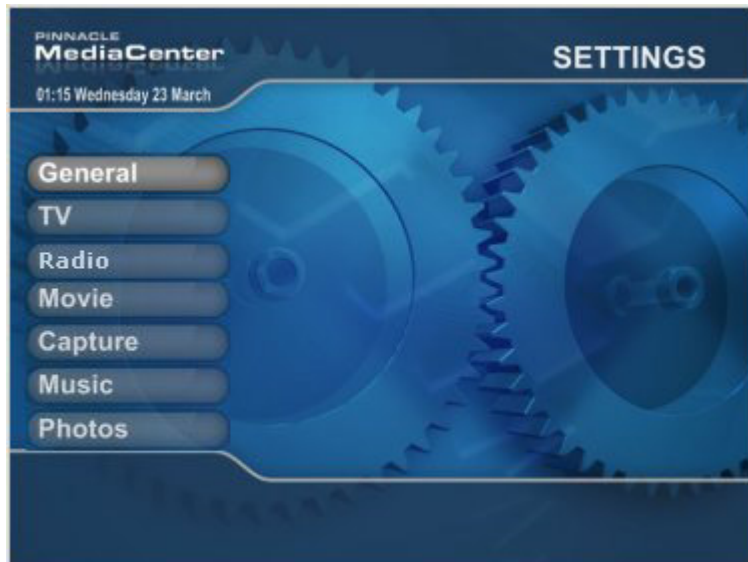 PINNACLE
MediaCenter
SETTINGS
01:15 Wednesday 23 March
General
TV
Radio
Movie
Capture
Music
Photos